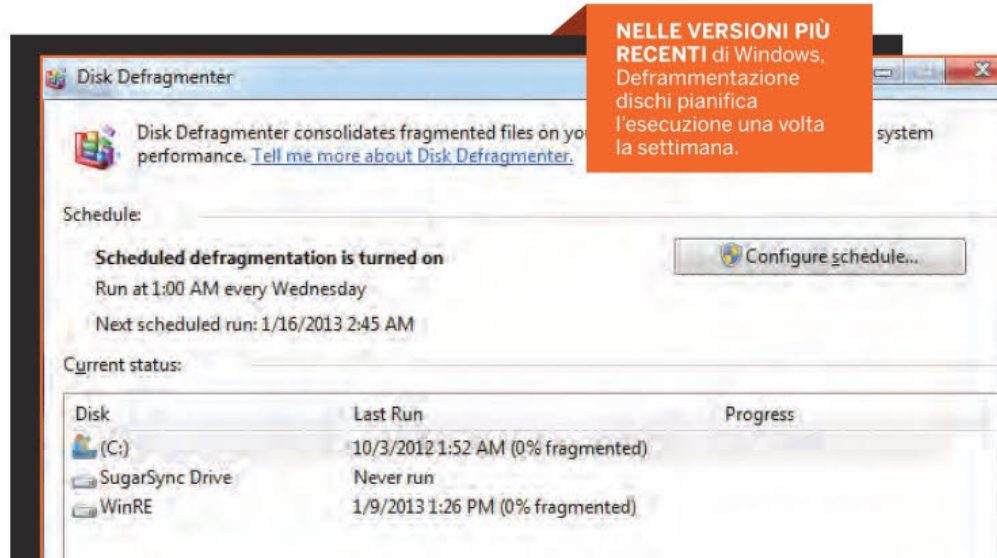 NELLE VERSIONI PIÙ
RECENTI di Windows,
Deframmentazione
dischi pianifica
l'esecuzione una volta
la settimana.
Disk Defragmenter
Disk Defragmenter consolidates fragmented files on system
performance. Tell me more about Disk Defragmenter.
Schedule:
Scheduled defragmentation is turned on
Configure schedule...
Run at 1:00 AM every Wednesday
Next scheduled run: 1/16/2013 2:45 AM
Current status:
Disk Last Run Progress
(C:) 10/3/2012 1:52 AM (0% fragmented)
SugarSync Drive Never run
WinRE 1/9/2013 1:26 PM (0% fragmented)